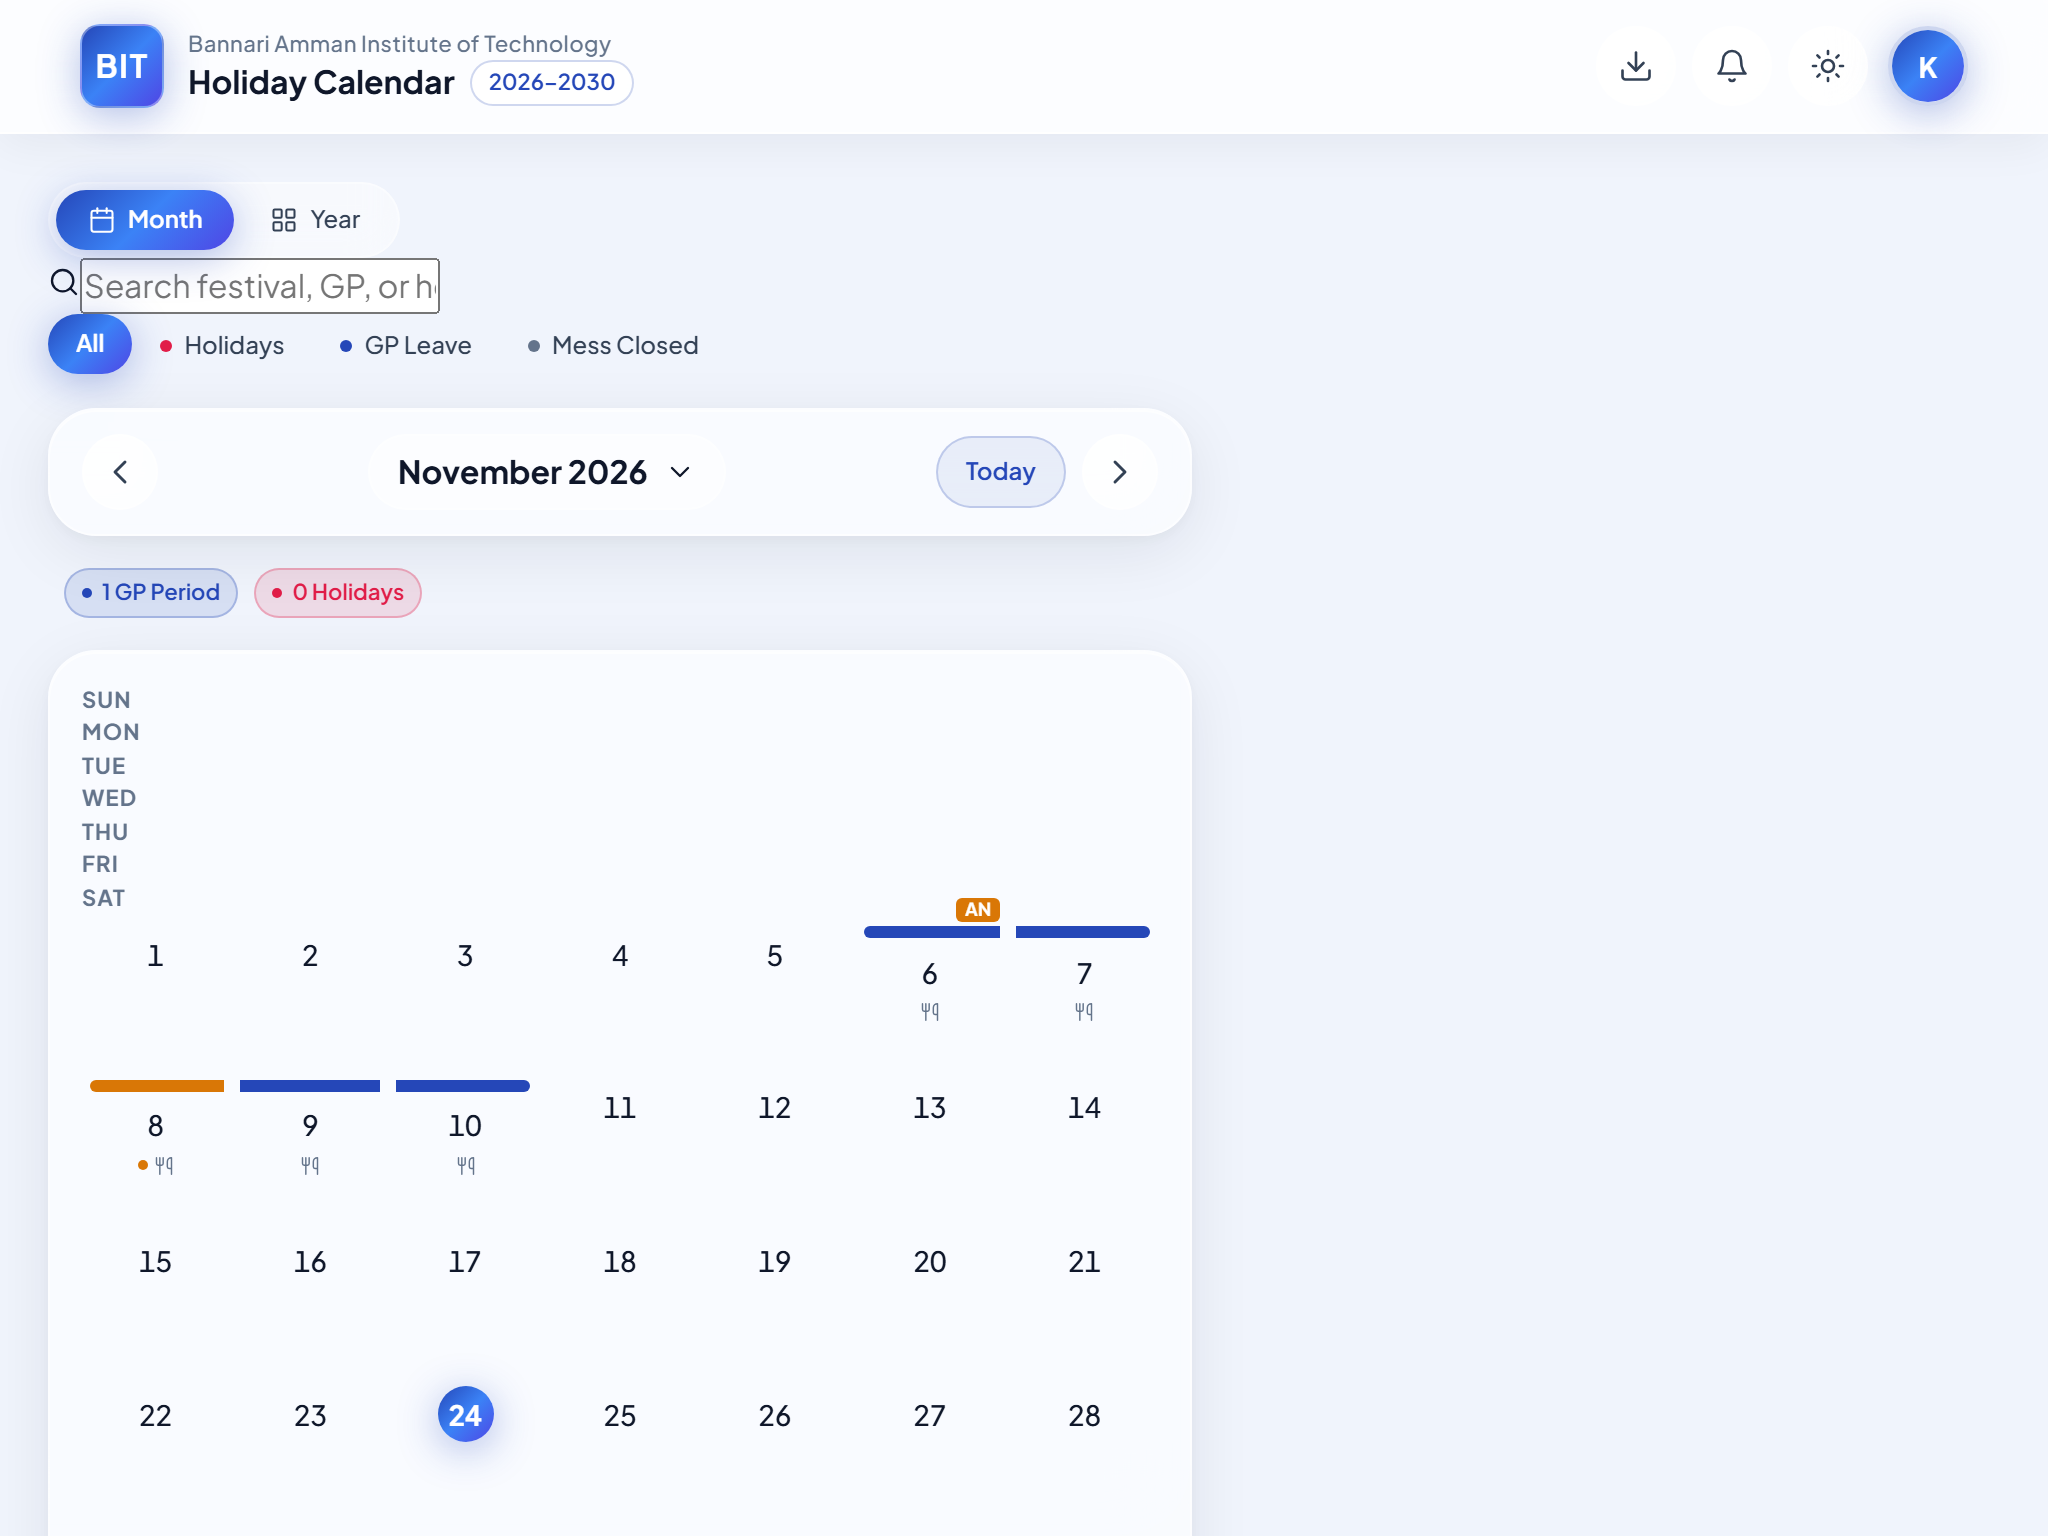 BIT
Bannari Amman Institute of Technology
Holiday Calendar 2026–2030
K
Month Year
Search festival, GP, or h
All Holidays GP Leave Mess Closed
November 2026 Today
1 GP Period 0 Holidays
SUN
MON
TUE
WED
THU
FRI
SAT
AN
1 2 3 4 5 6 7
8 9 10 11 12 13 14
15 16 17 18 19 20 21
22 23 24 25 26 27 28